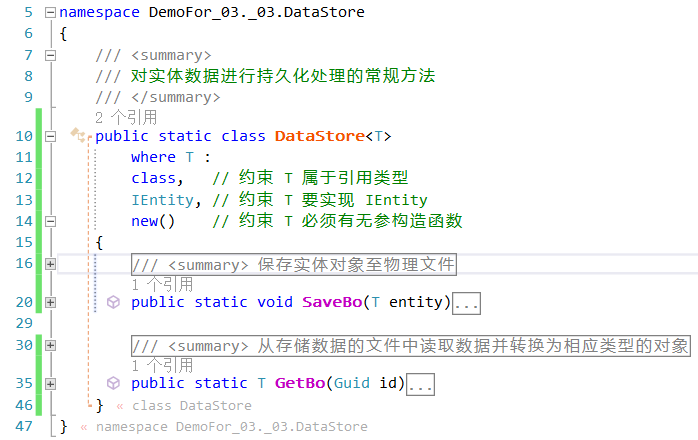 5 namespace DemoFor_03._03.DataStore
6 {
7 /// <summary>
8 /// 对实体数据进行持久化处理的常规方法
9 /// </summary>
2 个引用
10 public static class DataStore<T>
11 where T :
12 class, // 约束 T 属于引用类型
13 IEntity, // 约束 T 要实现 IEntity
14 new() // 约束 T 必须有无参构造函数
15 {
16 /// <summary> 保存实体对象至物理文件
1 个引用
20 public static void SaveBo(T entity)...
29
30 /// <summary> 从存储数据的文件中读取数据并转换为相应类型的对象
1 个引用
35 public static T GetBo(Guid id)...
46 } « class DataStore
47 } « namespace DemoFor_03._03.DataStore